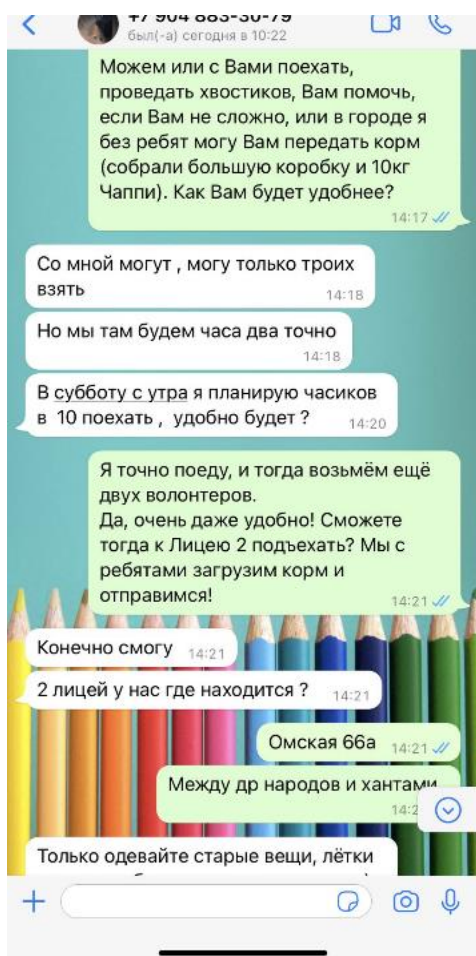 +7 904 883-30-79
был(-а) сегодня в 10:22
Можем или с Вами поехать,
проведать хвостиков, Вам помочь,
если Вам не сложно, или в городе я
без ребят могу Вам передать корм
(собрали большую коробку и 10кг
Чаппи). Как Вам будет удобнее?
14:17
Со мной могут , могу только троих
взять
14:18
Но мы там будем часа два точно
14:18
В субботу с утра я планирую часиков
в 10 поехать , удобно будет ?
14:20
Я точно поеду, и тогда возьмём ещё
двух волонтеров.
Да, очень даже удобно! Сможете
тогда к Лицею 2 подъехать? Мы с
ребятами загрузим корм и
отправимся!
14:21
Конечно смогу 14:21
2 лицей у нас где находится ? 14:21
Омская 66а 14:21
Между др народов и хантами
Только одевайте старые вещи, лётки